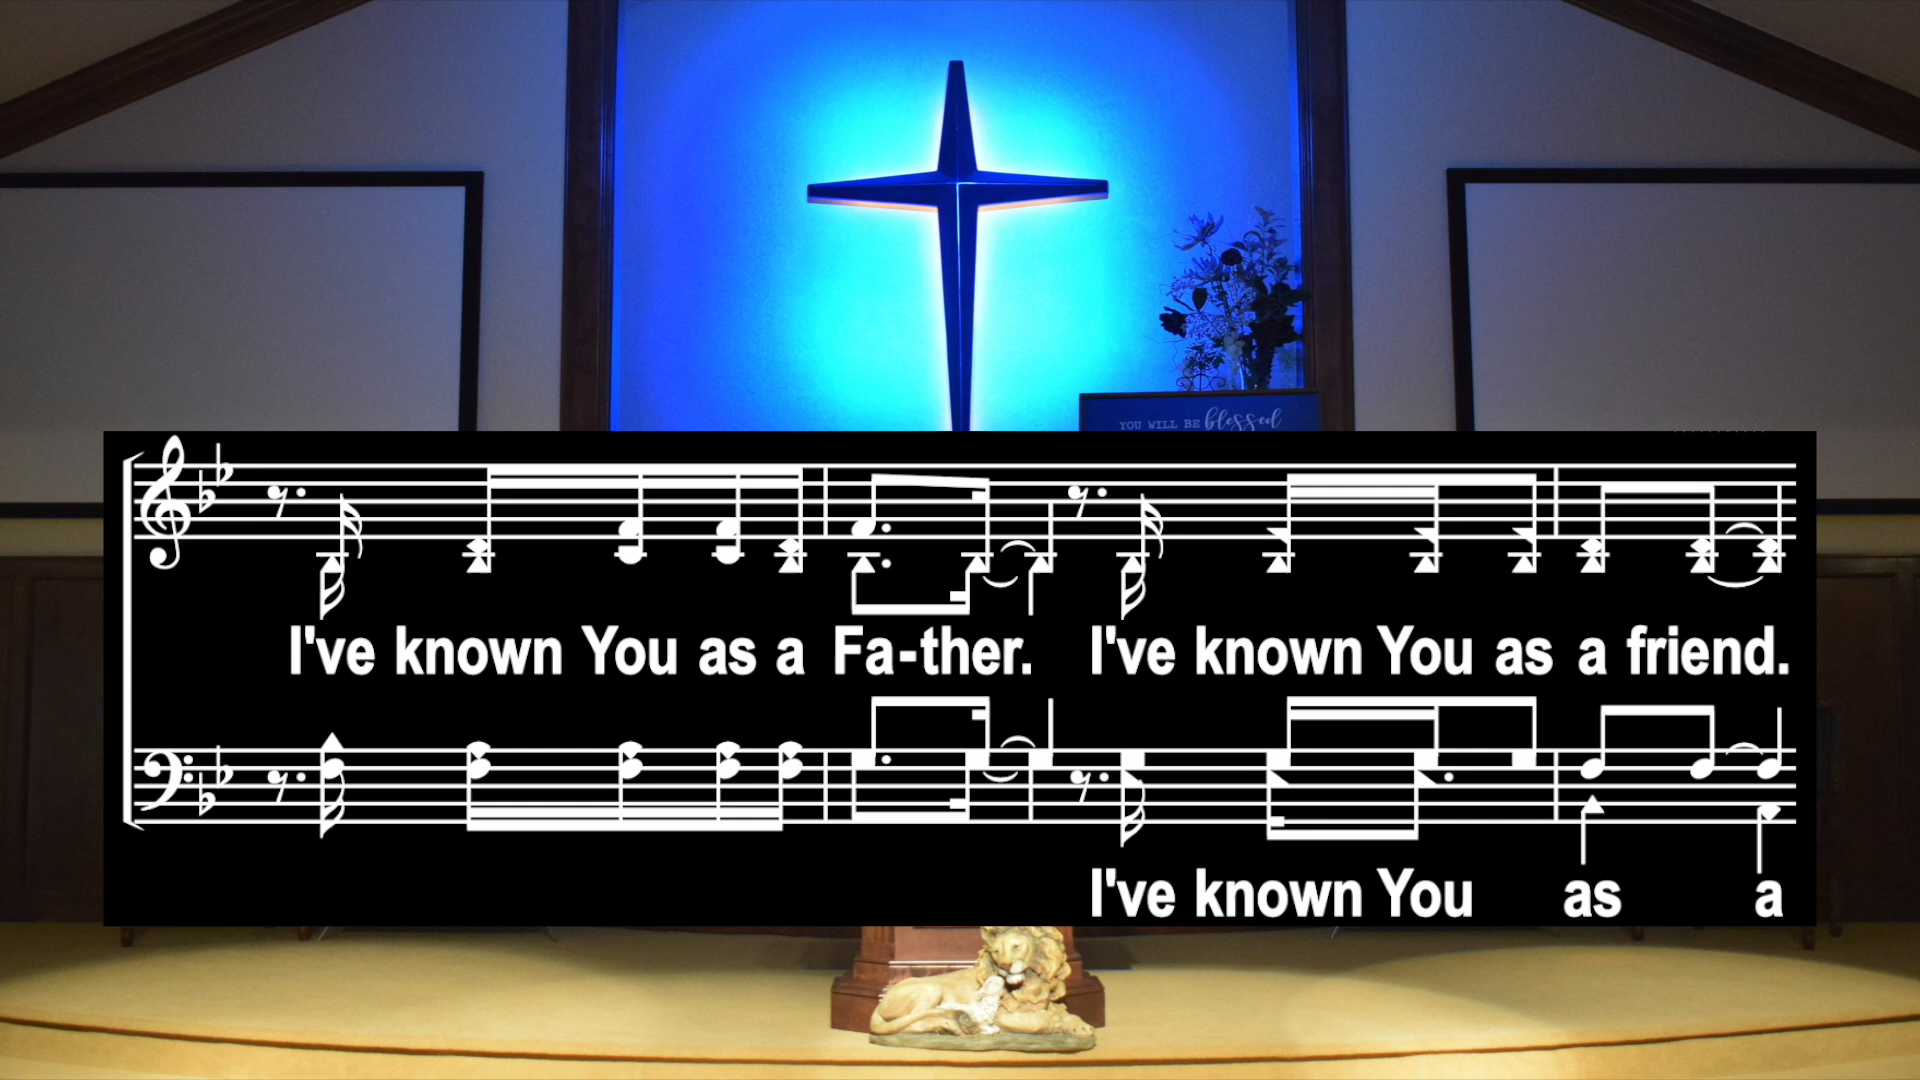 YOU WILL BE blessed
I've known You as a Fa-ther. I've known You as a friend.
I've known You as a